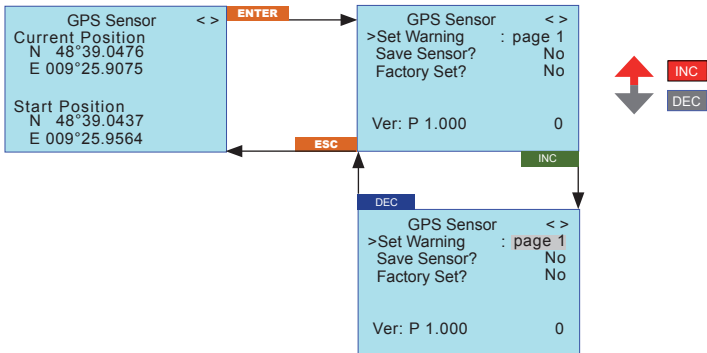 GPS Sensor < >
Current Position
N 48°39.0476
E 009°25.9075
Start Position
N 48°39.0437
E 009°25.9564
ENTER
GPS Sensor < >
>Set Warning : page 1
Save Sensor? No
Factory Set? No
Ver: P 1.000 0
INC
DEC
ESC
INC
DEC
GPS Sensor < >
>Set Warning : page 1
Save Sensor? No
Factory Set? No
Ver: P 1.000 0